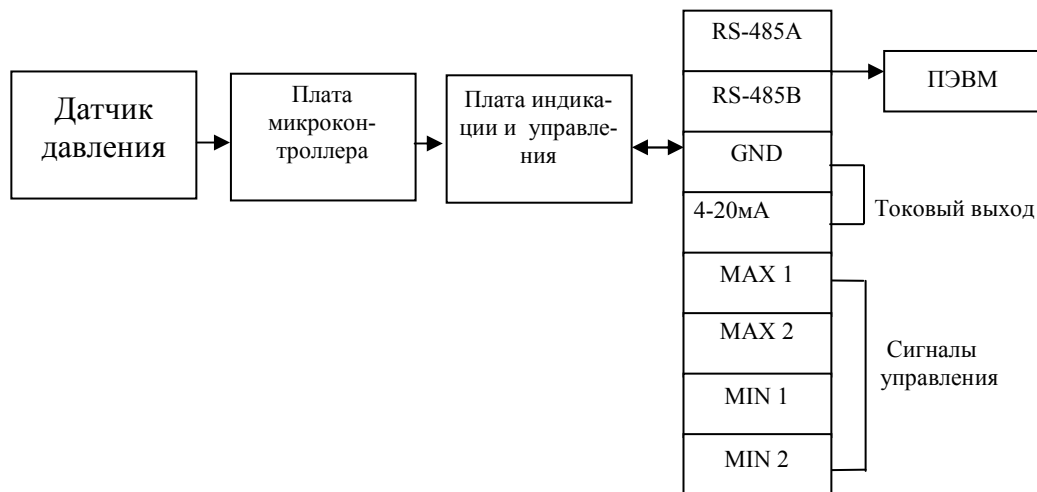 Датчик
давления
Плата
микрокон-
троллера
Плата индика-
ции и управле-
ния
RS-485A
RS-485B
GND
4-20мА
MAX 1
MAX 2
MIN 1
MIN 2
ПЭВМ
Токовый выход
Сигналы
управления